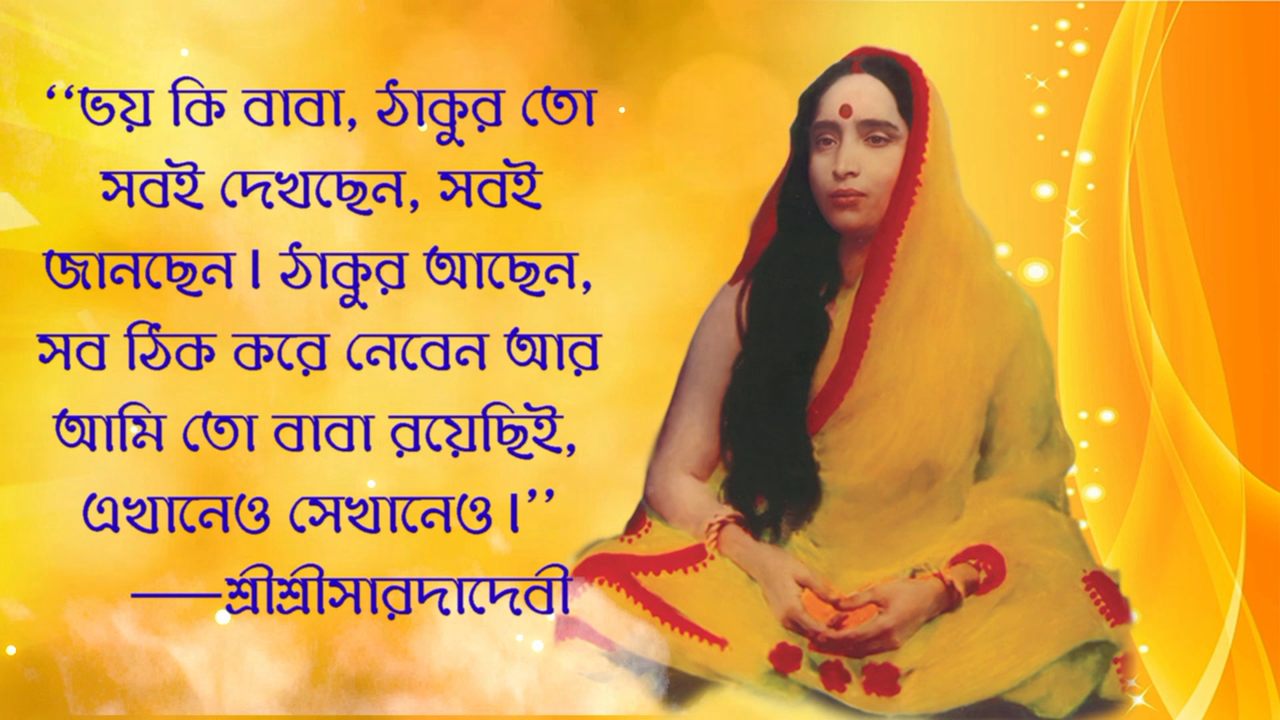 ‘‘ভয় কি বাবা, ঠাকুর তো
সবই দেখছেন, সবই
জানছেন। ঠাকুর আছেন,
সব ঠিক করে নেবেন আর
আমি তো বাবা রয়েছিই,
এখানেও সেখানেও।’’
——শ্রীশ্রীসারদাদেবী